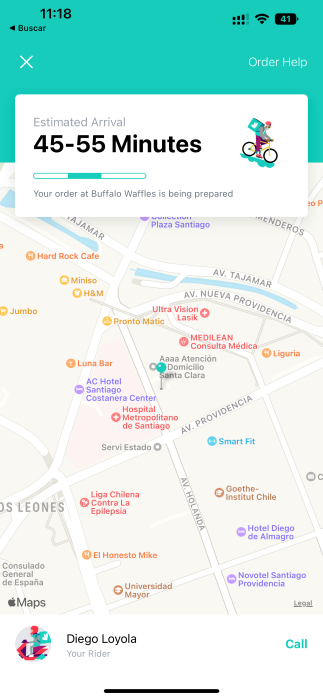 11:18
41
◀ Buscar
Order Help
Estimated Arrival
45-55 Minutes
Your order at Buffalo Waffles is being prepared
Collection
Plaza Santiago
MENDEROS
TAJAMAR
Hard Rock Cafe
AV. TAJAMAR
Miniso
H&M
AV. NUEVA PROVIDENCIA
Jumbo
Ultra Vision
Lasik
Pronto Matic
MEDILEAN
Consulta Médica
Liguria
Aaaa Atención
Domicilio
Santa Clara
Luna Bar
AC Hotel
Santiago
Costanera Center
Hospital
Metropolitano
de Santiago
AV. PROVIDENCIA
Servi Estado
Smart Fit
AV. HOLANDA
Liga Chilena
Contra La
Epilepsia
Goethe-
Institut Chile
OS LEONES
Hotel Diego
de Almagro
El Honesto Mike
Consulado
General
de España
Novotel Santiago
Providencia
Universidad
Mayor
Maps
Legal
Diego Loyola
Your Rider
Call